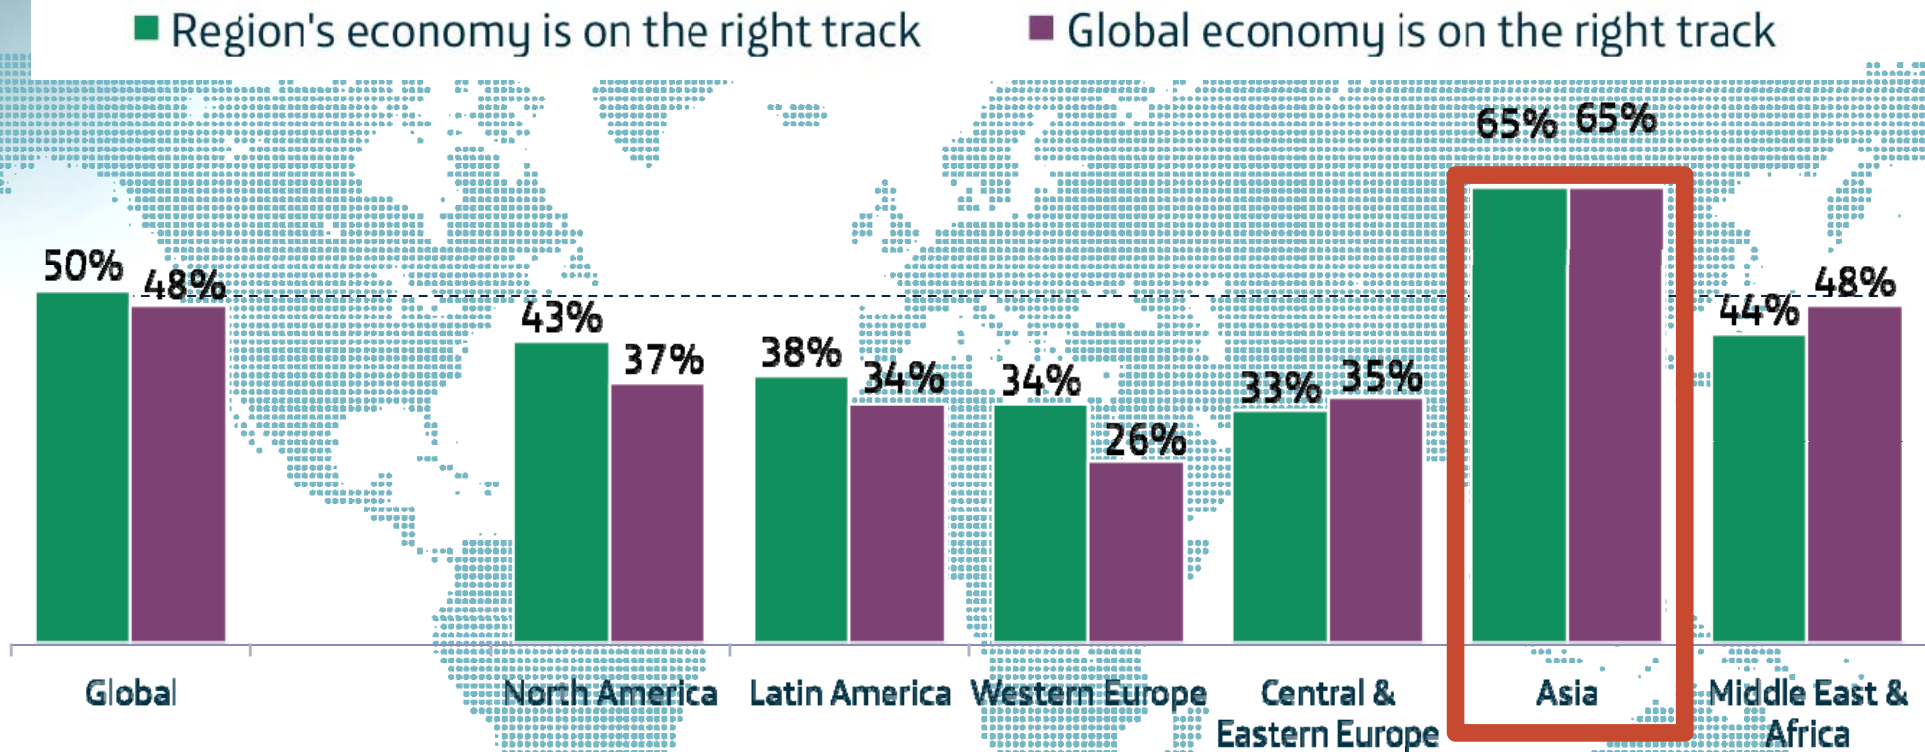 Region's economy is on the right track
Global economy is on the right track
65% 65%
50% 48%
43% 37%
38% 34%
34% 26%
33% 35%
44% 48%
Global
North America
Latin America
Western Europe
Central &
Eastern Europe
Asia
Middle East &
Africa